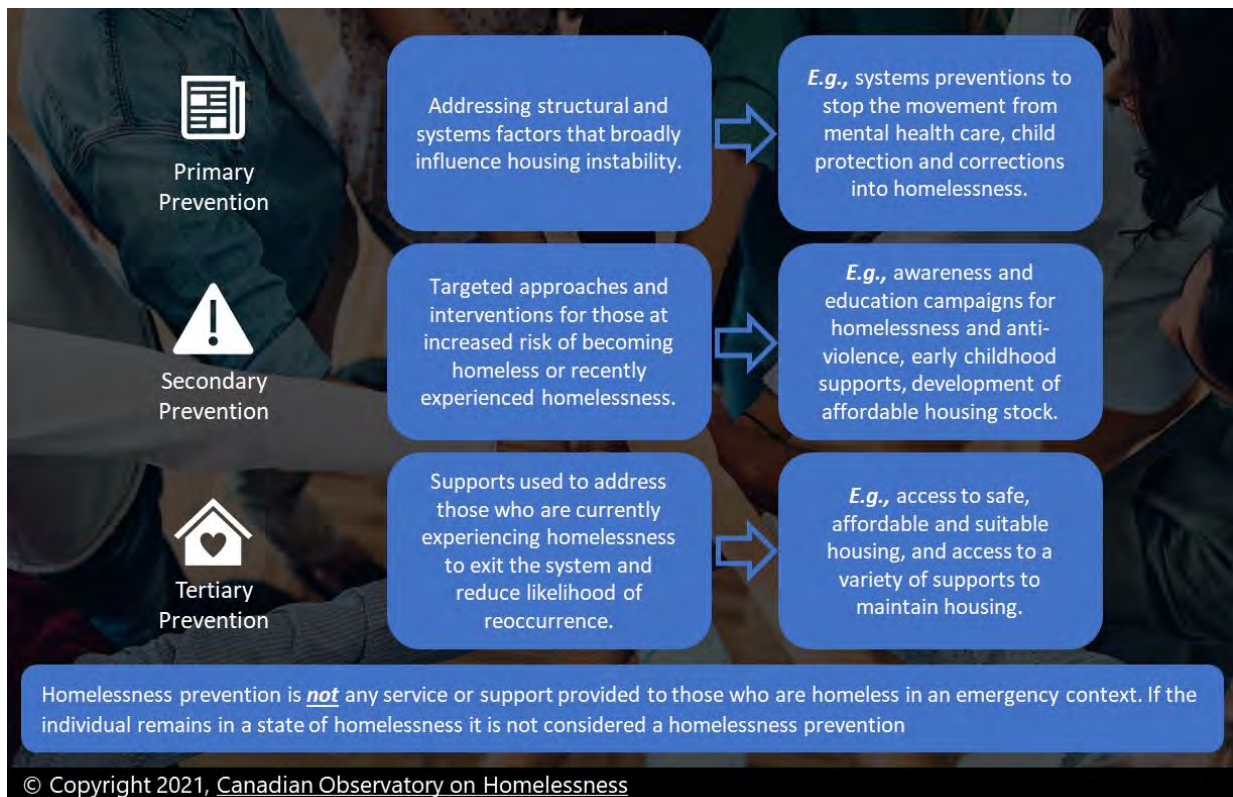 Primary
Prevention
Addressing structural and
systems factors that broadly
influence housing instability.
E.g., systems preventions to
stop the movement from
mental health care, child
protection and corrections
into homelessness.
Secondary
Prevention
Targeted approaches and
interventions for those at
increased risk of becoming
homeless or recently
experienced homelessness.
E.g., awareness and
education campaigns for
homelessness and anti-
violence, early childhood
supports, development of
affordable housing stock.
Tertiary
Prevention
Supports used to address
those who are currently
experiencing homelessness
to exit the system and
reduce likelihood of
reoccurrence.
E.g., access to safe,
affordable and suitable
housing, and access to a
variety of supports to
maintain housing.
Homelessness prevention is not any service or support provided to those who are homeless in an emergency context. If the
individual remains in a state of homelessness it is not considered a homelessness prevention
© Copyright 2021, Canadian Observatory on Homelessness